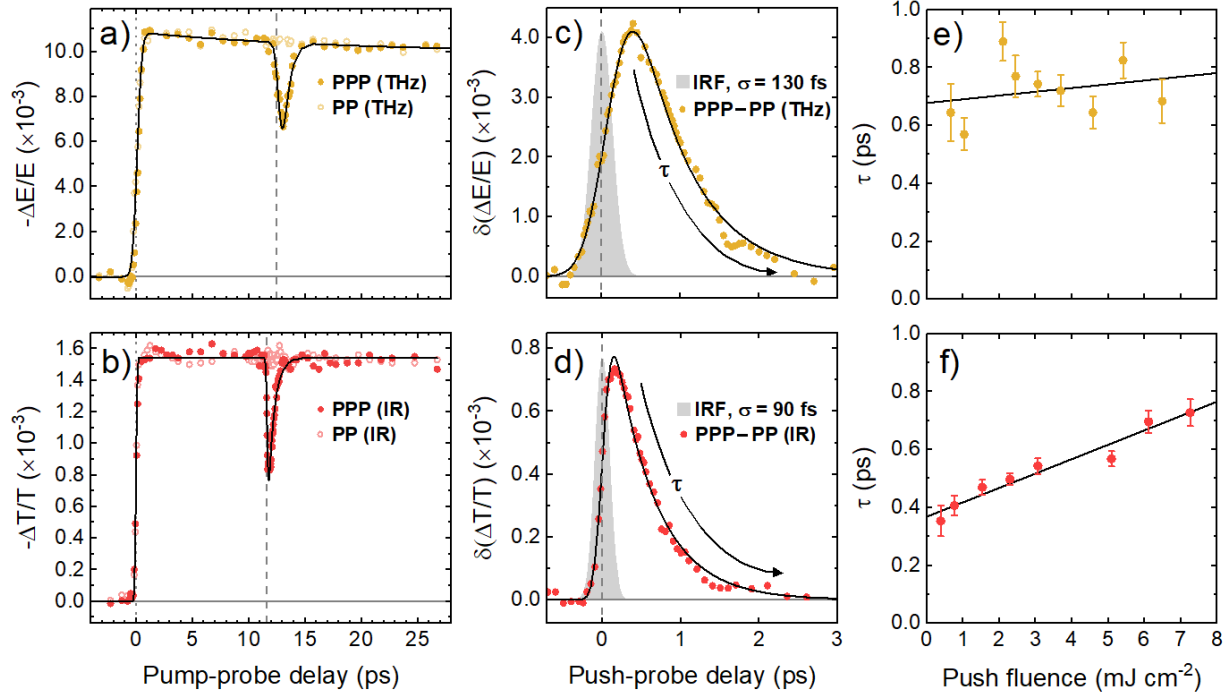 a)
10.0
8.0
6.0
4.0
2.0
0.0
-ΔE/E (×10⁻³)
PPP (THz)
PP (THz)
c)
4.0
3.0
2.0
1.0
0.0
δ(ΔE/E) (×10⁻³)
IRF, σ = 130 fs
PPP−PP (THz)
τ
e)
1.0
0.8
0.6
0.4
0.2
0.0
τ (ps)
b)
1.6
1.4
1.2
1.0
0.8
0.6
0.4
0.2
0.0
-ΔT/T (×10⁻³)
PPP (IR)
PP (IR)
0 5 10 15 20 25
Pump-probe delay (ps)
d)
0.8
0.6
0.4
0.2
0.0
δ(ΔT/T) (×10⁻³)
IRF, σ = 90 fs
PPP−PP (IR)
τ
0 1 2 3
Push-probe delay (ps)
f)
1.0
0.8
0.6
0.4
0.2
0.0
τ (ps)
0 1 2 3 4 5 6 7 8
Push fluence (mJ cm⁻²)